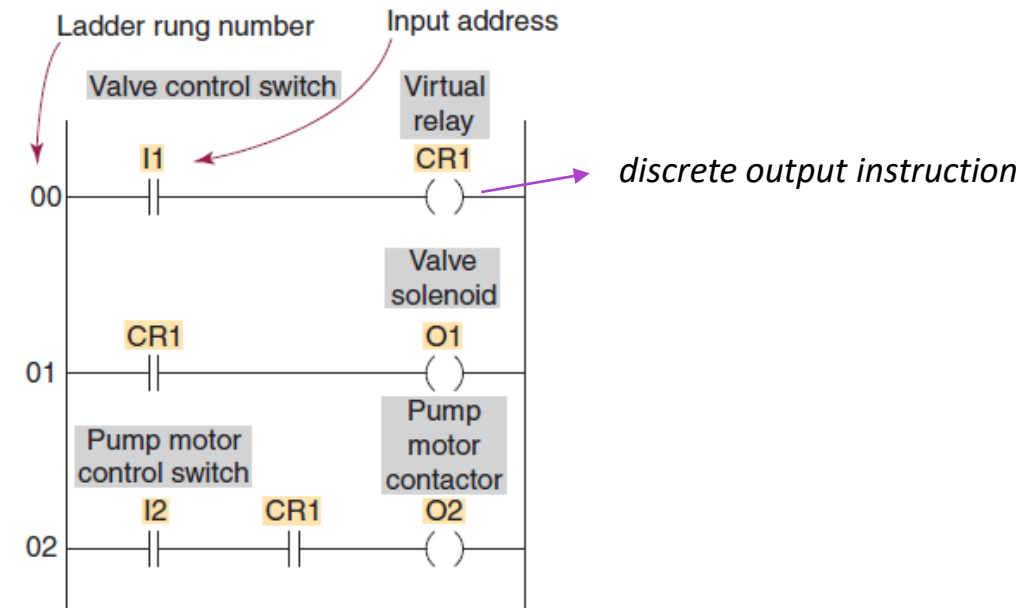 Ladder rung number
Input address
Valve control switch
Virtual
relay
I1
CR1
discrete output instruction
00
Valve
solenoid
CR1
O1
01
Pump motor
control switch
Pump
motor
contactor
I2
CR1
O2
02